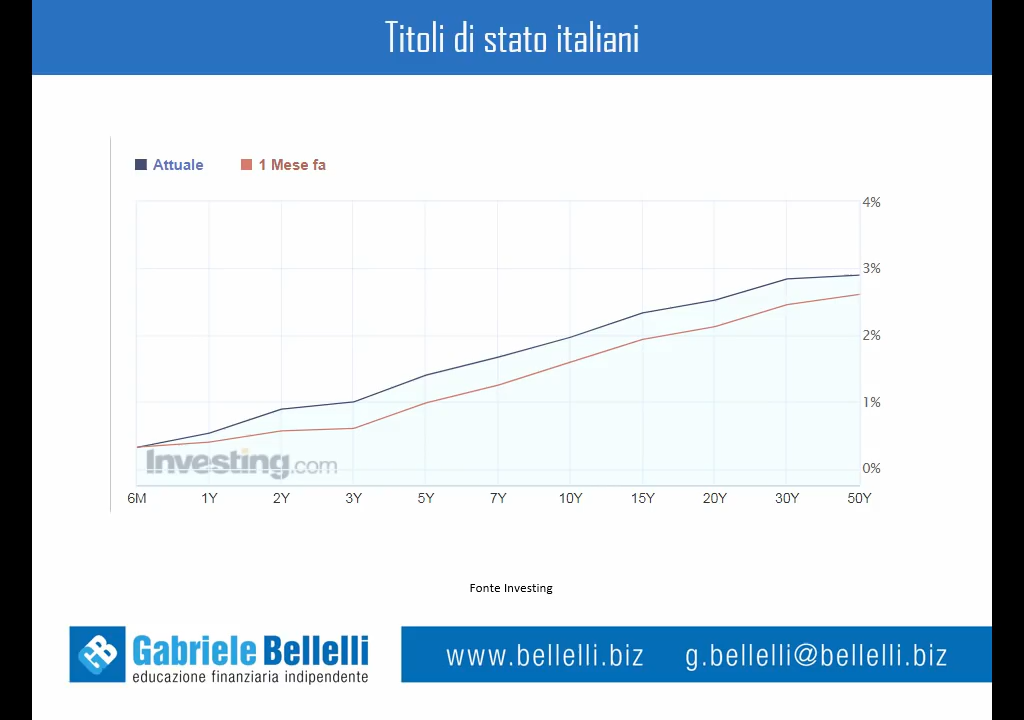 Titoli di stato italiani
Attuale
1 Mese fa
4%
3%
2%
1%
0%
Investing.com
6M 1Y 2Y 3Y 5Y 7Y 10Y 15Y 20Y 30Y 50Y
Fonte Investing
GB
Gabriele Bellelli
educazione finanziaria indipendente
www.bellelli.biz g.bellelli@bellelli.biz